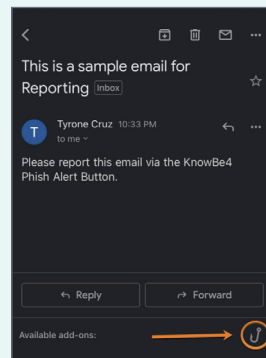 This is a sample email for
Reporting Inbox
T
Tyrone Cruz 10:33 PM
to me
Please report this email via the KnowBe4
Phish Alert Button.
Reply
Forward
Available add-ons: